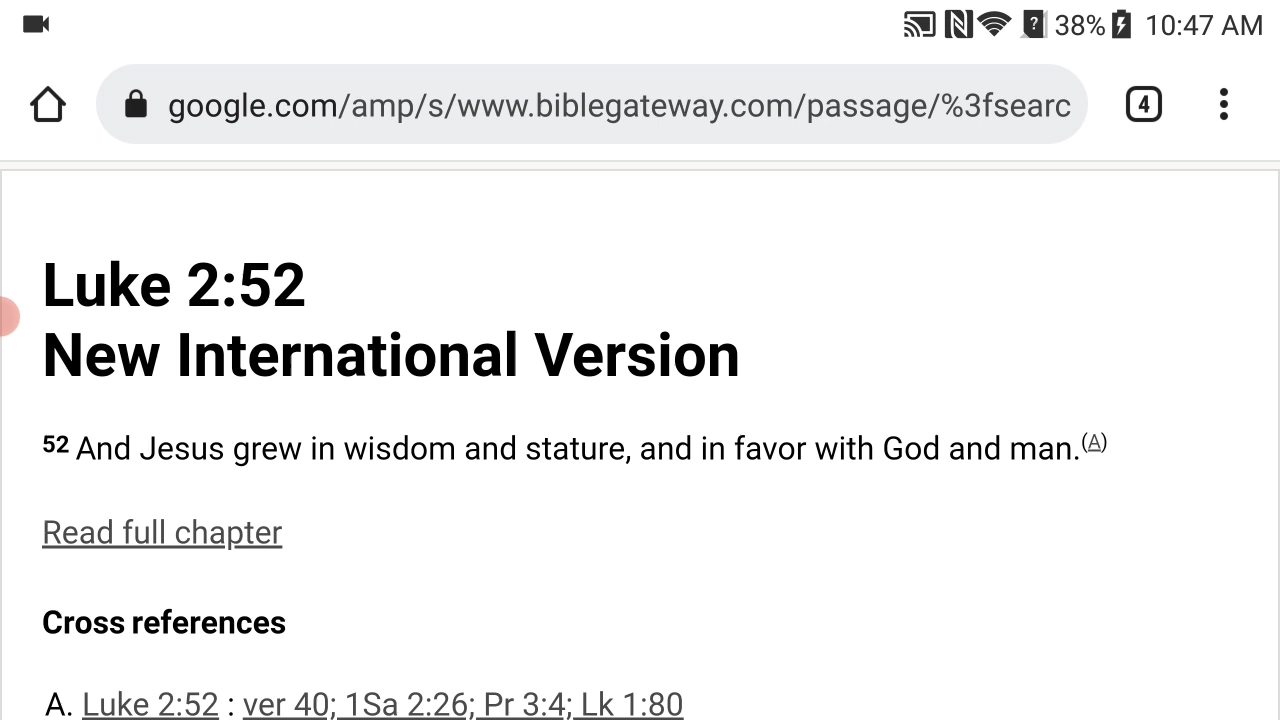 38% 10:47 AM
google.com/amp/s/www.biblegateway.com/passage/%3fsearc
4
Luke 2:52
New International Version
52 And Jesus grew in wisdom and stature, and in favor with God and man.(A)
Read full chapter
Cross references
A. Luke 2:52 : ver 40; 1Sa 2:26; Pr 3:4; Lk 1:80